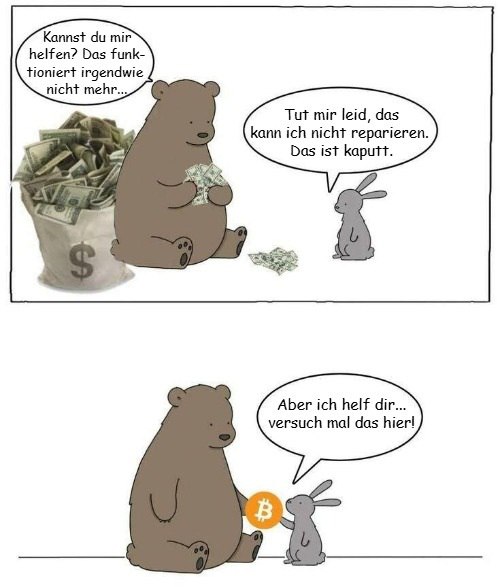 Kannst du mir
helfen? Das funk-
tioniert irgendwie
nicht mehr...
Tut mir leid, das
kann ich nicht reparieren.
Das ist kaputt.
$
Aber ich helf dir...
versuch mal das hier!
₿